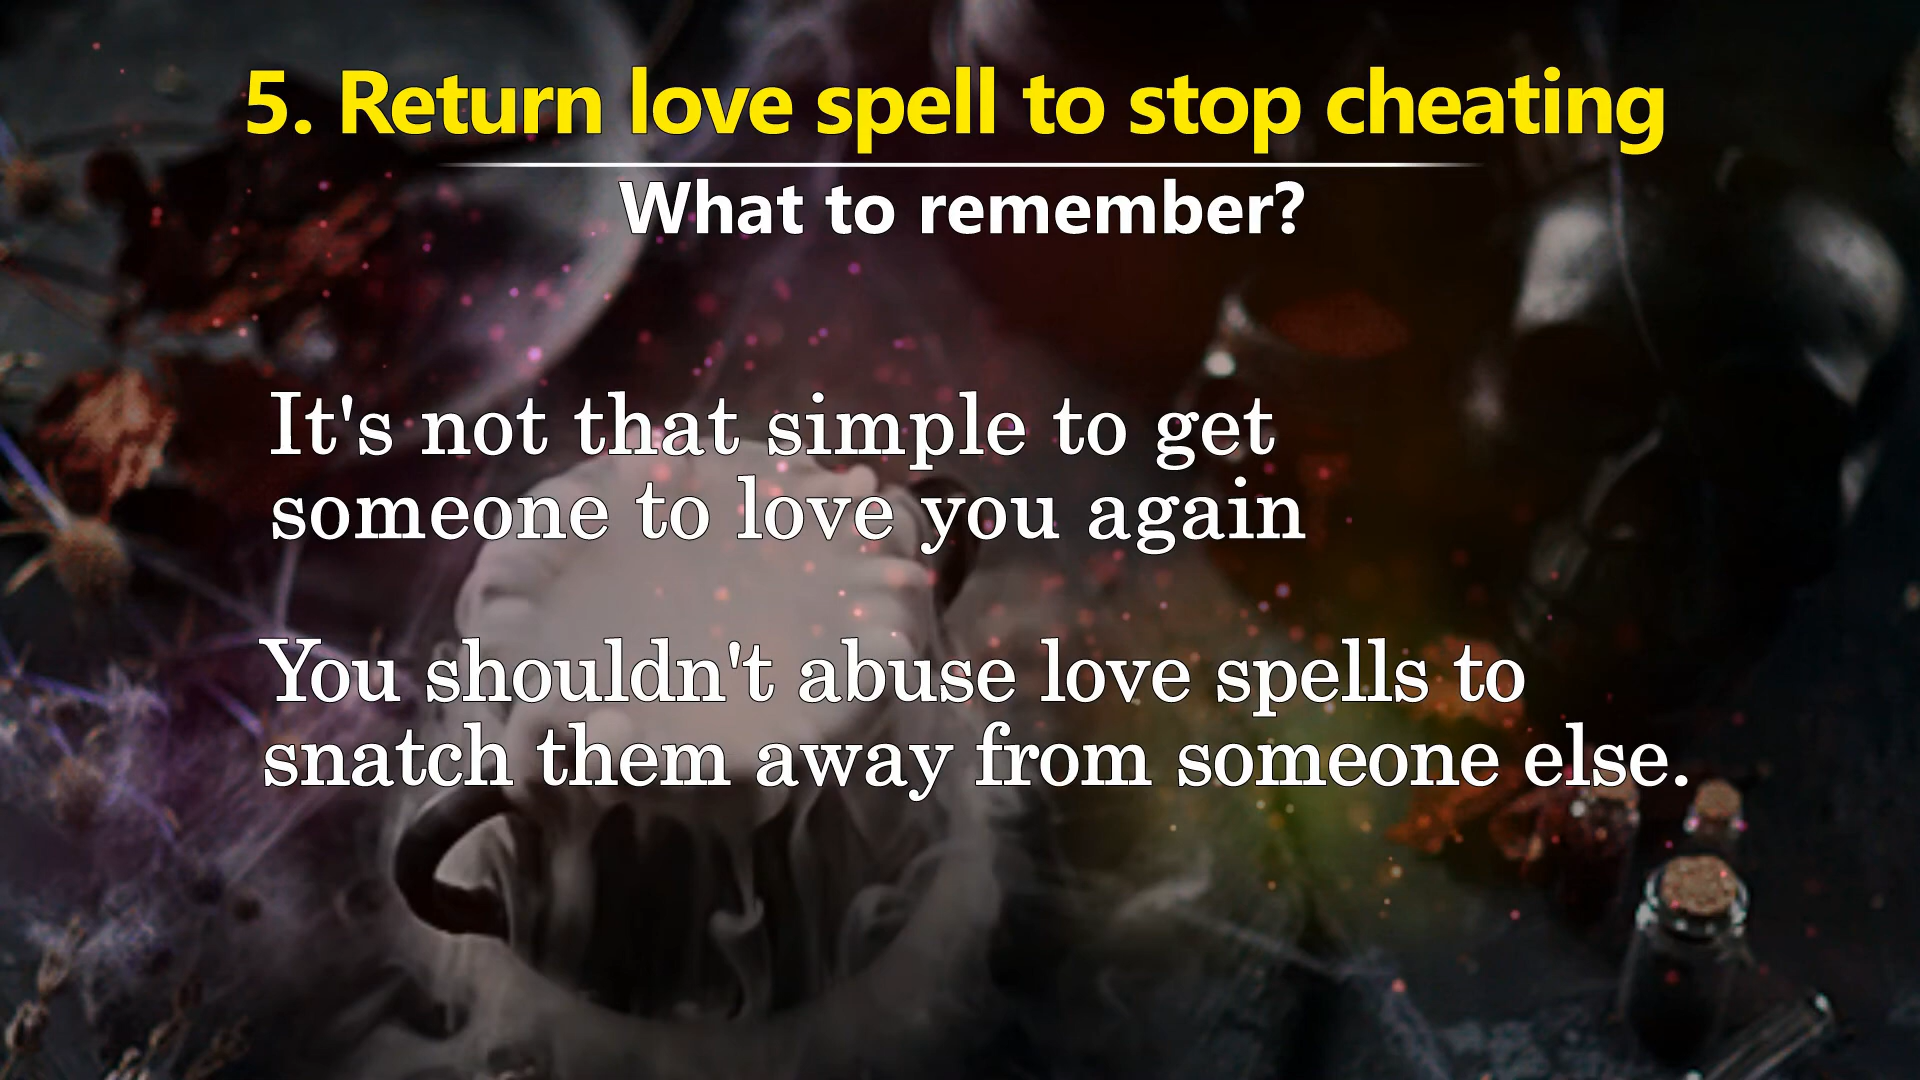 5. Return love spell to stop cheating
What to remember?
It's not that simple to get
someone to love you again
You shouldn't abuse love spells to
snatch them away from someone else.